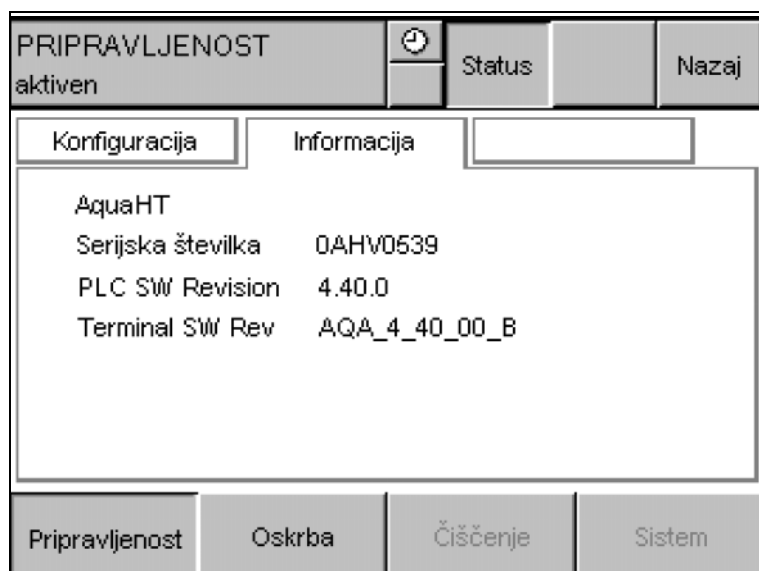 PRIPRAVLJENOST
aktiven
Status
Nazaj
Konfiguracija
Informacija
AquaHT
Serijska številka 0AHV0539
PLC SW Revision 4.40.0
Terminal SW Rev AQA_4_40_00_B
Pripravljenost
Oskrba
Čiščenje
Sistem